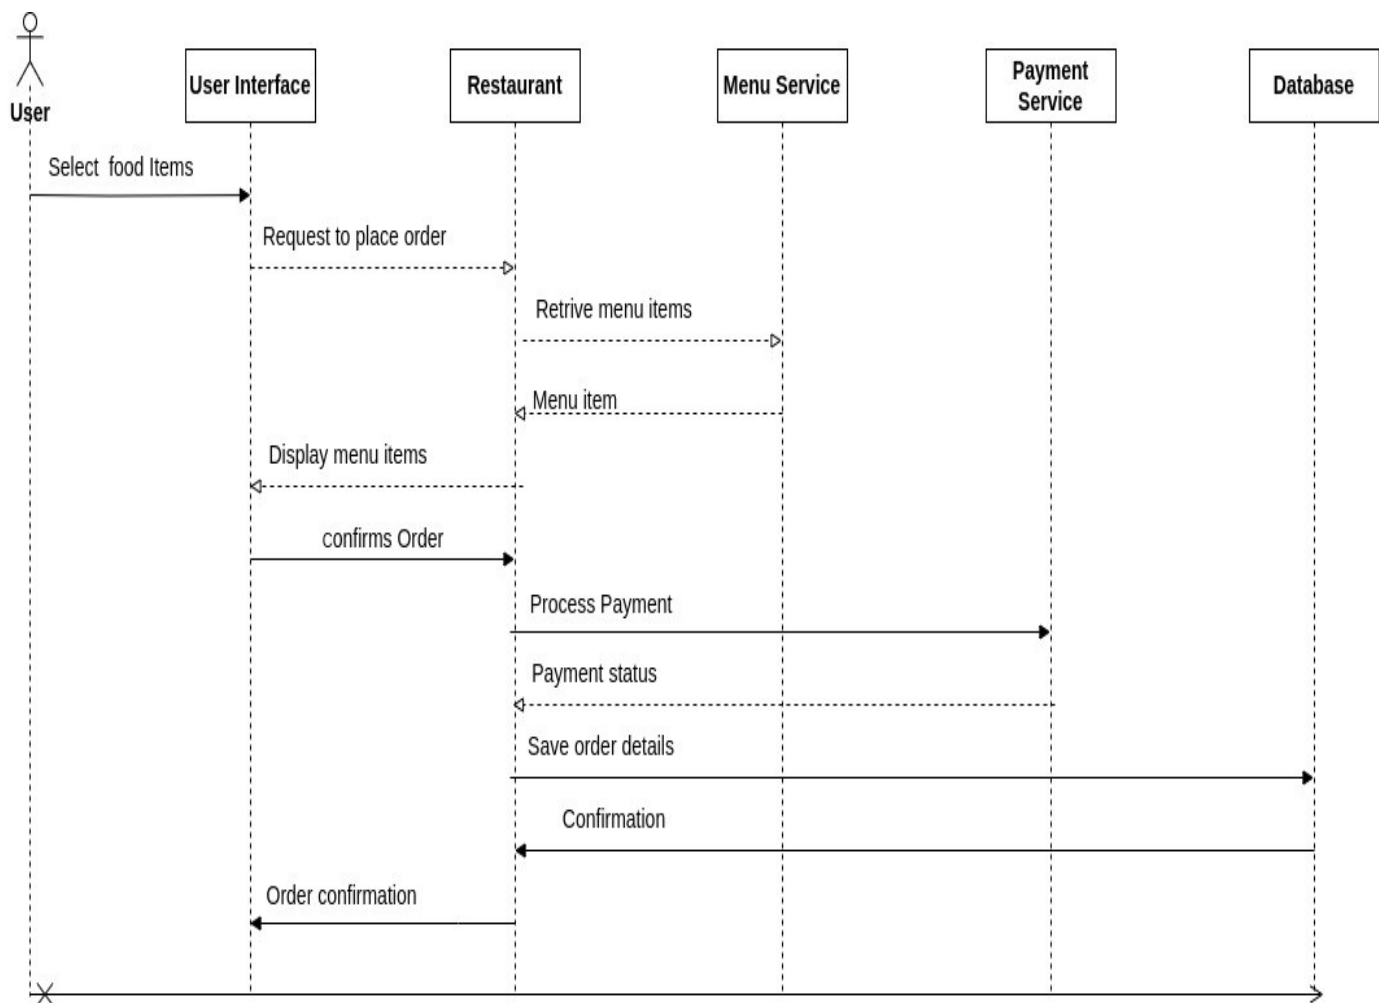 User
User Interface
Restaurant
Menu Service
Payment
Service
Database
Select food Items
Request to place order
Retrive menu items
Menu item
Display menu items
confirms Order
Process Payment
Payment status
Save order details
Confirmation
Order confirmation